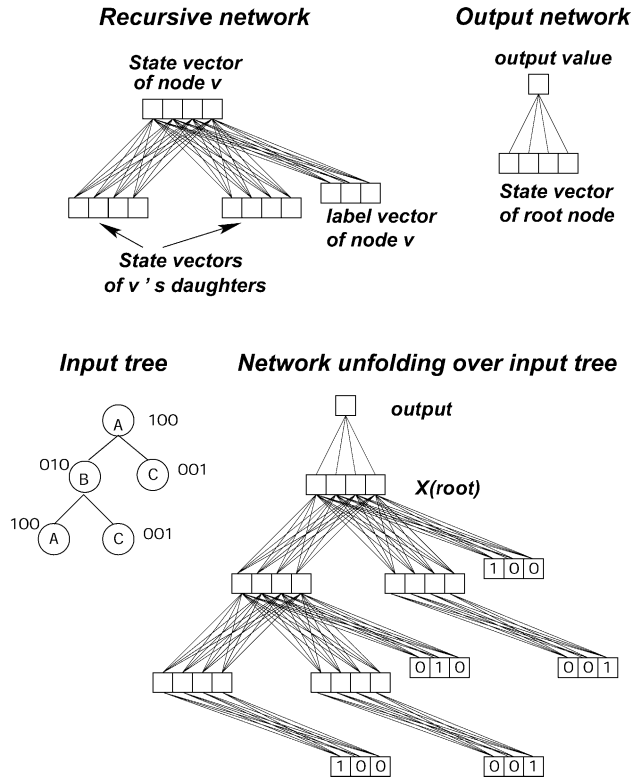 Recursive network
Output network
State vector
of node v
output value
label vector
of node v
State vector
of root node
State vectors
of v ' s daughters
Input tree
Network unfolding over input tree
output
A 100
X(root)
010 B
C 001
100 A
C 001
1 0 0
0 1 0
0 0 1
1 0 0
0 0 1